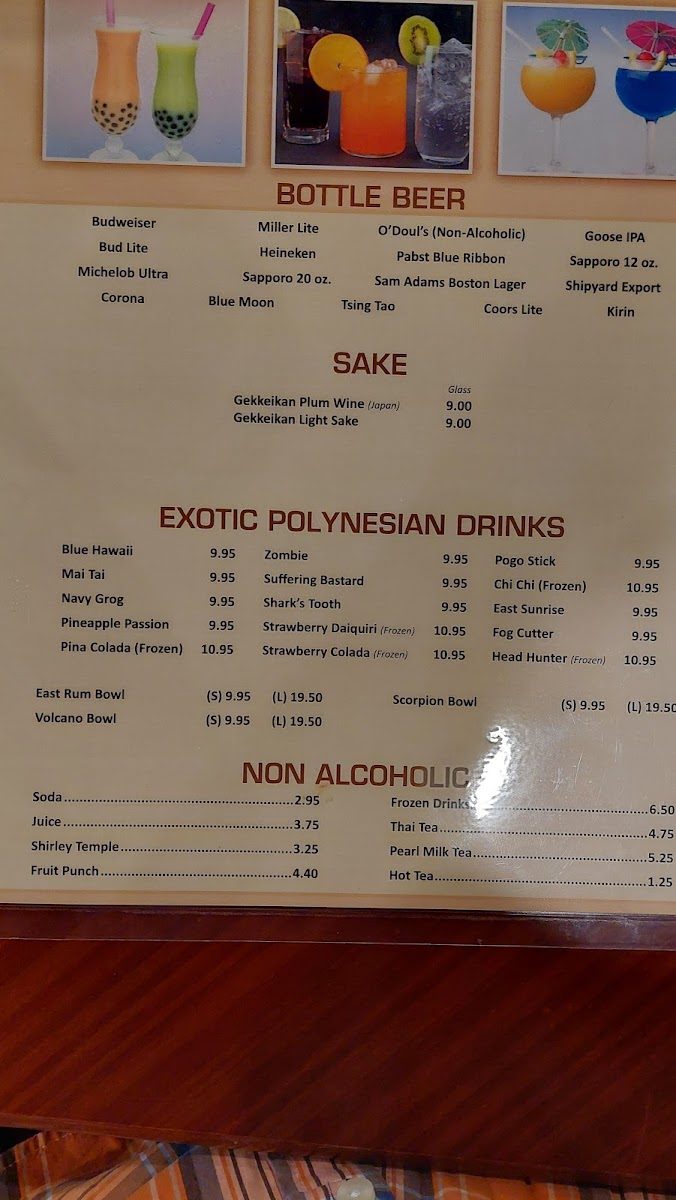 BOTTLE BEER
Budweiser Miller Lite O'Doul's (Non-Alcoholic) Goose IPA
Bud Lite Heineken Pabst Blue Ribbon Sapporo 12 oz.
Michelob Ultra Sapporo 20 oz. Sam Adams Boston Lager Shipyard Export
Corona Blue Moon Tsing Tao Coors Lite Kirin
SAKE
Glass
Gekkeikan Plum Wine (Japan) 9.00
Gekkeikan Light Sake 9.00
EXOTIC POLYNESIAN DRINKS
Blue Hawaii 9.95 Zombie 9.95 Pogo Stick 9.95
Mai Tai 9.95 Suffering Bastard 9.95 Chi Chi (Frozen) 10.95
Navy Grog 9.95 Shark's Tooth 9.95 East Sunrise 9.95
Pineapple Passion 9.95 Strawberry Daiquiri (Frozen) 10.95 Fog Cutter 9.95
Pina Colada (Frozen) 10.95 Strawberry Colada (Frozen) 10.95 Head Hunter (Frozen) 10.95
East Rum Bowl (S) 9.95 (L) 19.50 Scorpion Bowl (S) 9.95 (L) 19.50
Volcano Bowl (S) 9.95 (L) 19.50
NON ALCOHOLIC
Soda 2.95 Frozen Drinks 6.50
Juice 3.75 Thai Tea 4.75
Shirley Temple 3.25 Pearl Milk Tea 5.25
Fruit Punch 4.40 Hot Tea 1.25